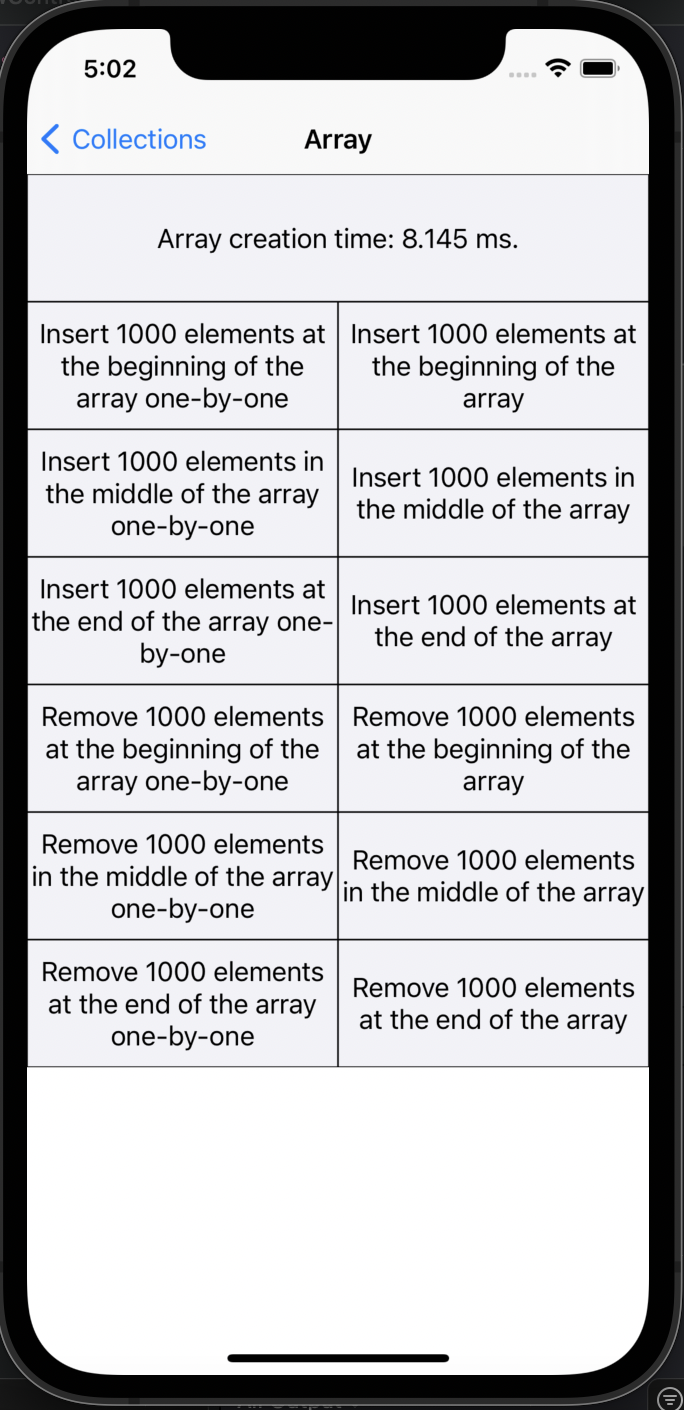 5:02
Collections
Array
Array creation time: 8.145 ms.
Insert 1000 elements at
the beginning of the
array one-by-one
Insert 1000 elements at
the beginning of the
array
Insert 1000 elements in
the middle of the array
one-by-one
Insert 1000 elements in
the middle of the array
Insert 1000 elements at
the end of the array one-
by-one
Insert 1000 elements at
the end of the array
Remove 1000 elements
at the beginning of the
array one-by-one
Remove 1000 elements
at the beginning of the
array
Remove 1000 elements
in the middle of the array
one-by-one
Remove 1000 elements
in the middle of the array
Remove 1000 elements
at the end of the array
one-by-one
Remove 1000 elements
at the end of the array